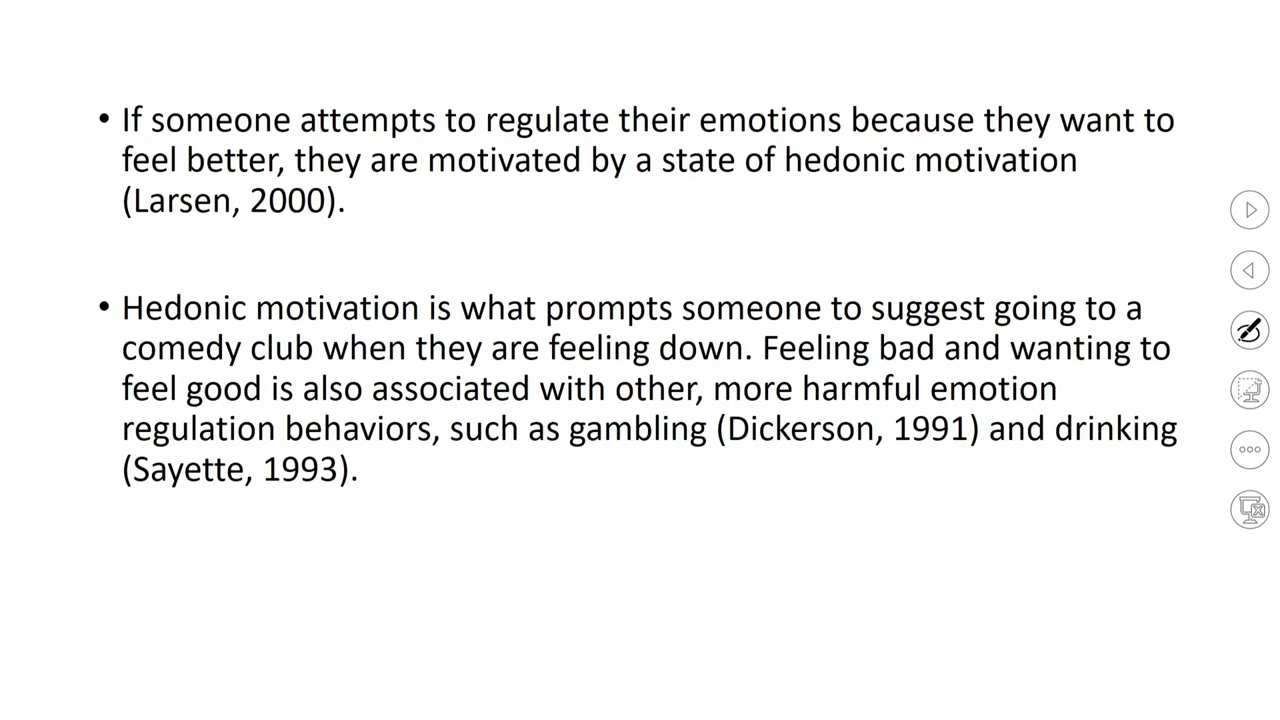 • If someone attempts to regulate their emotions because they want to
feel better, they are motivated by a state of hedonic motivation
(Larsen, 2000).
• Hedonic motivation is what prompts someone to suggest going to a
comedy club when they are feeling down. Feeling bad and wanting to
feel good is also associated with other, more harmful emotion
regulation behaviors, such as gambling (Dickerson, 1991) and drinking
(Sayette, 1993).